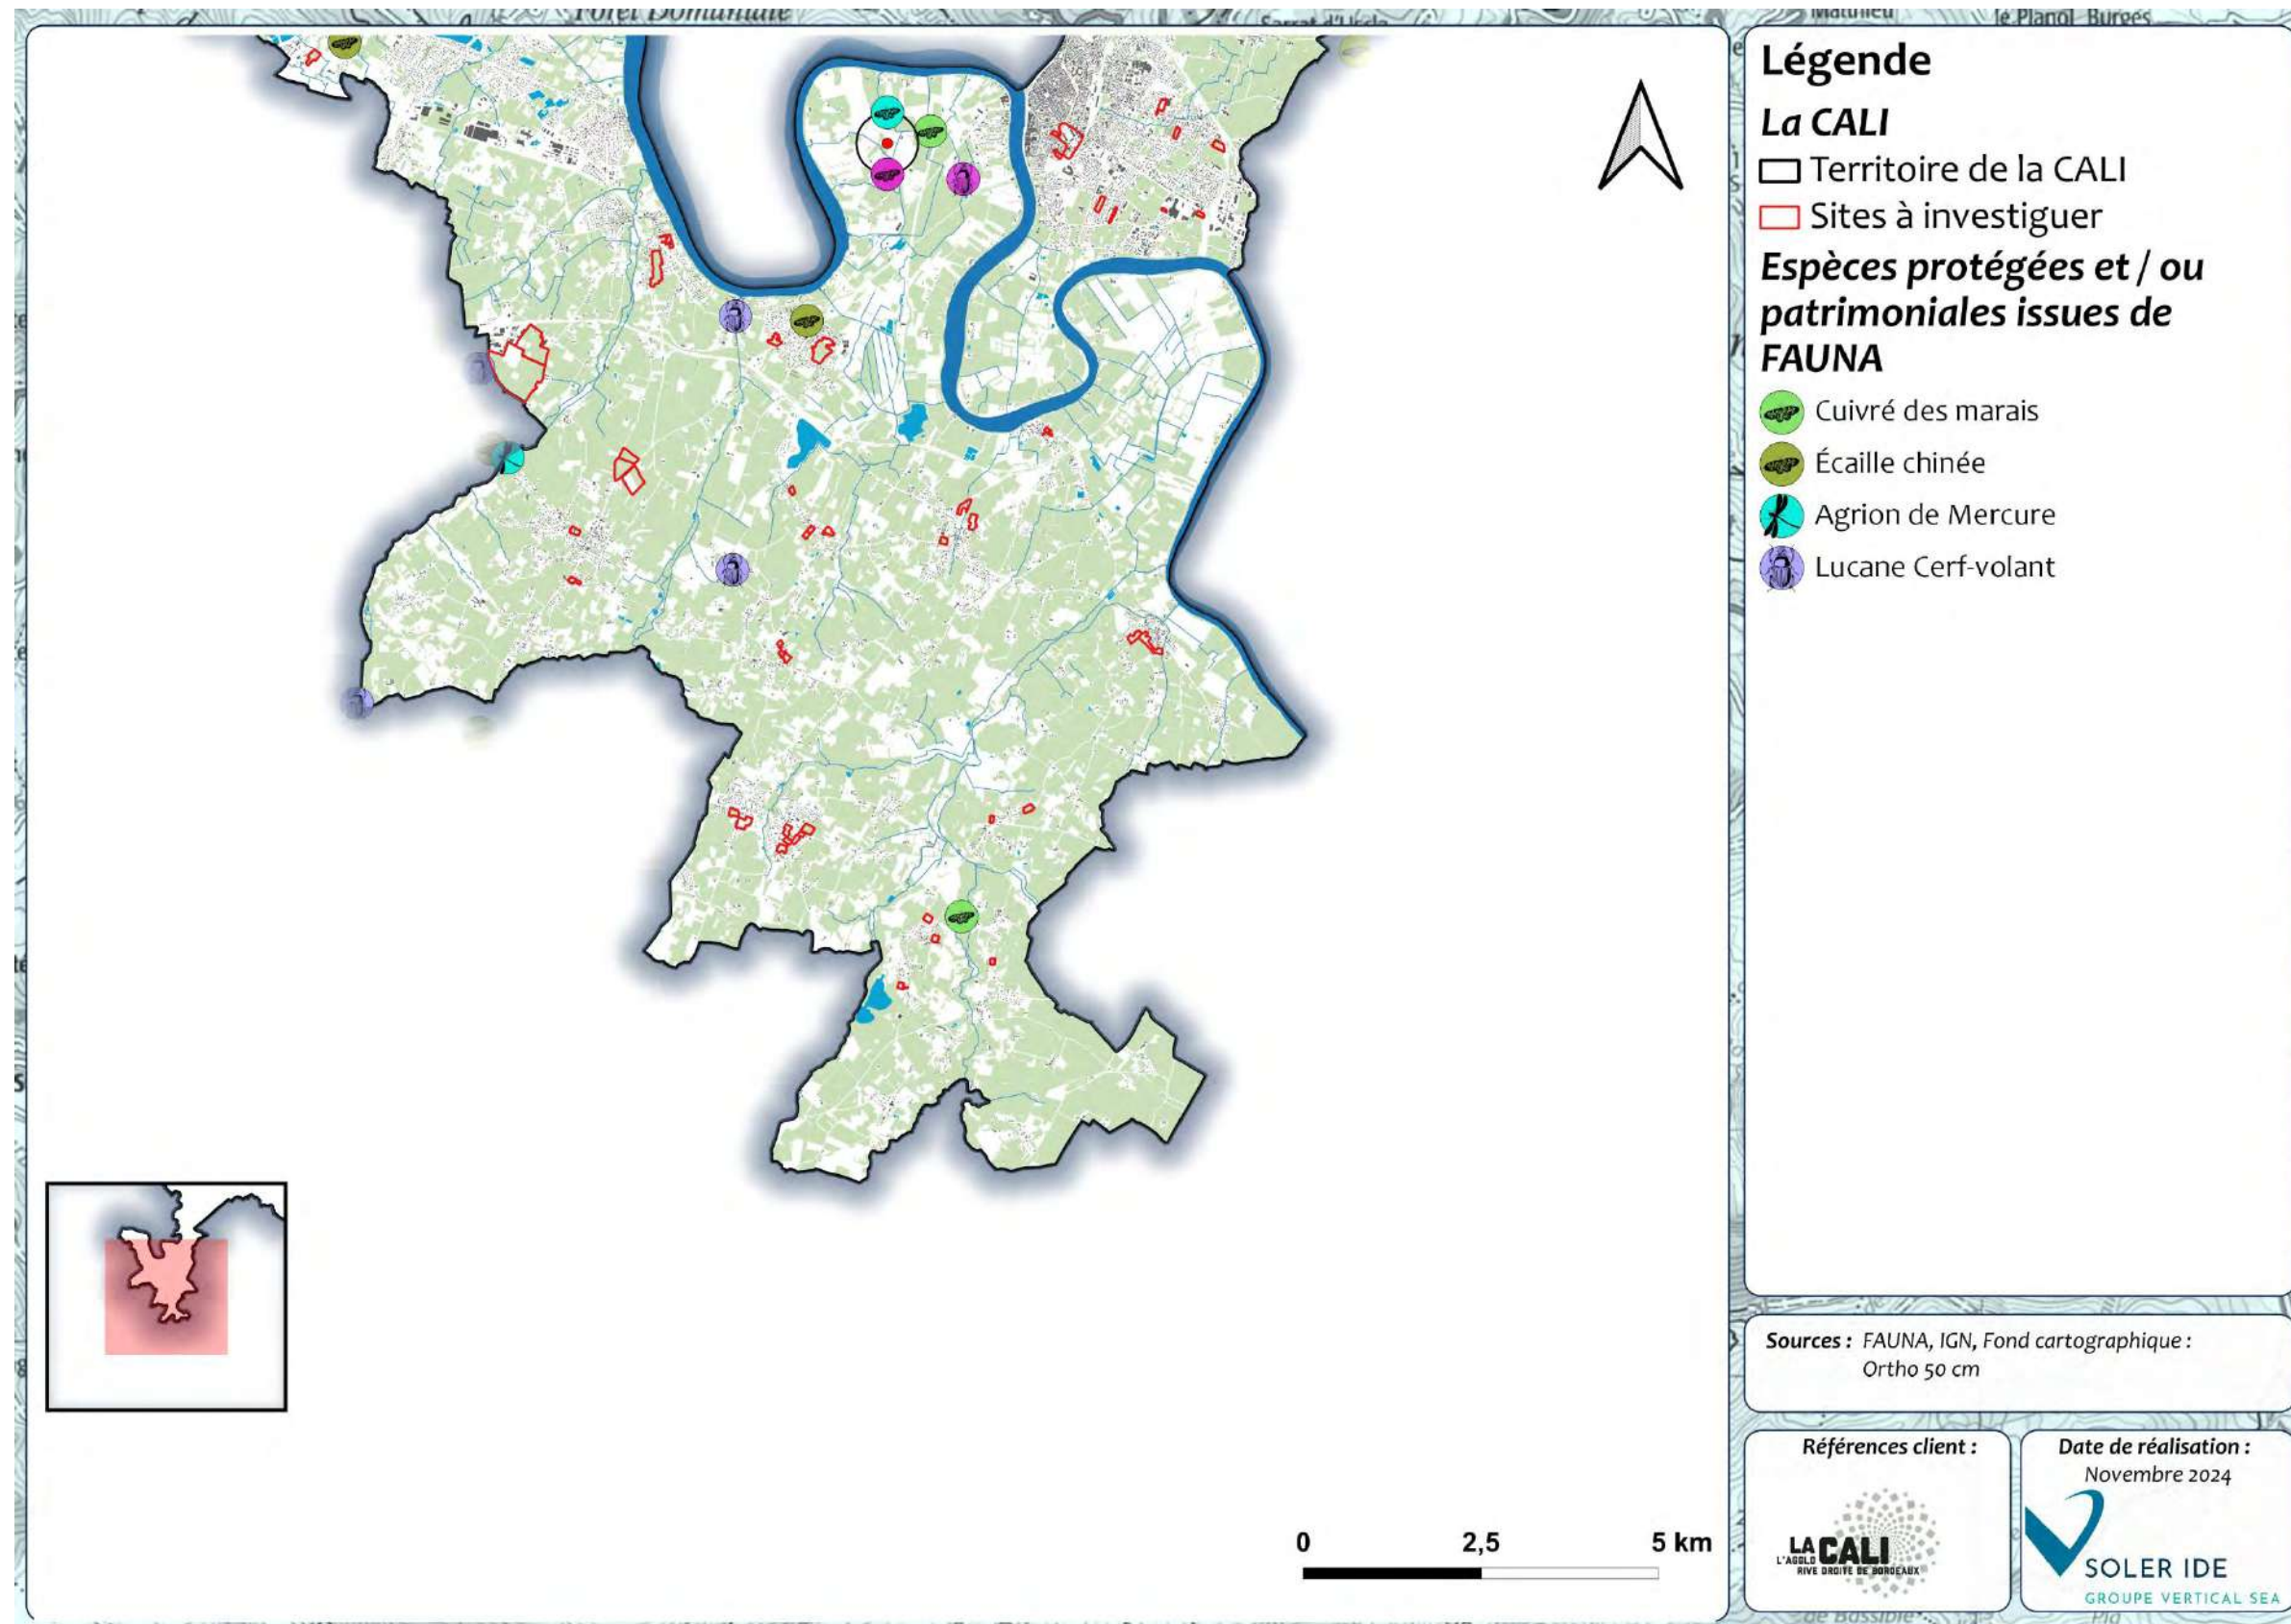 Légende
La CALI
Territoire de la CALI
Sites à investiguer
Espèces protégées et / ou
patrimoniales issues de
FAUNA
Cuivré des marais
Écaille chinée
Agrion de Mercure
Lucane Cerf-volant
Sources : FAUNA, IGN, Fond cartographique :
Ortho 50 cm
Références client :
LA CALI
L'AGGLO
RIVE DROITE DE BORDEAUX
Date de réalisation :
Novembre 2024
SOLER IDE
GROUPE VERTICAL SEA
0 2,5 5 km
le Planol Burgès